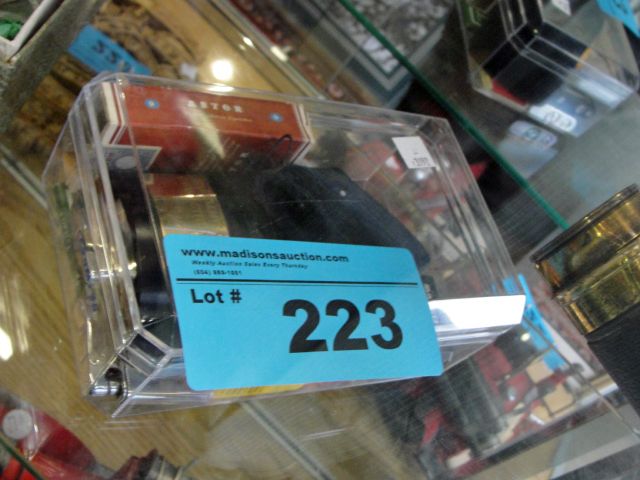 ASTOR
www.madisonsauction.com
Weekly Auction Sales Every Thursday
Lot #
223